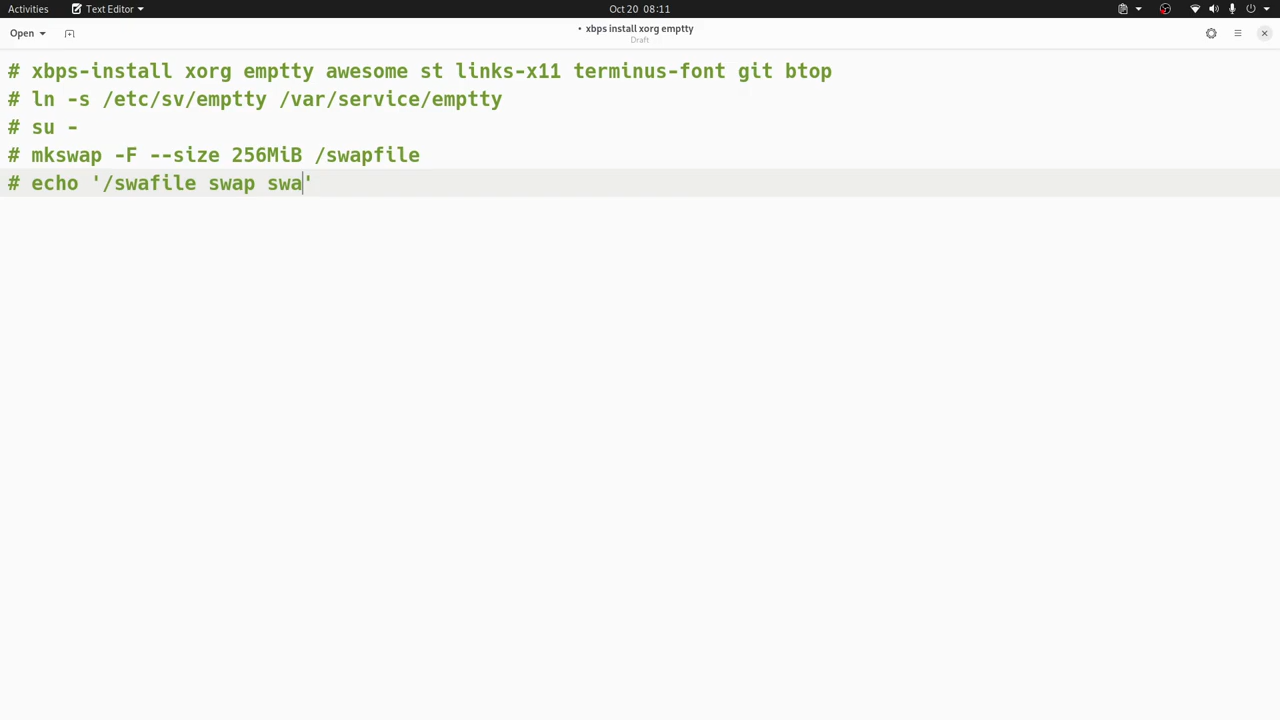 Activities Text Editor Oct 20 08:11
Open • xbps install xorg emptty
Draft
# xbps-install xorg emptty awesome st links-x11 terminus-font git btop
# ln -s /etc/sv/emptty /var/service/emptty
# su -
# mkswap -F --size 256MiB /swapfile
# echo '/swafile swap swa'